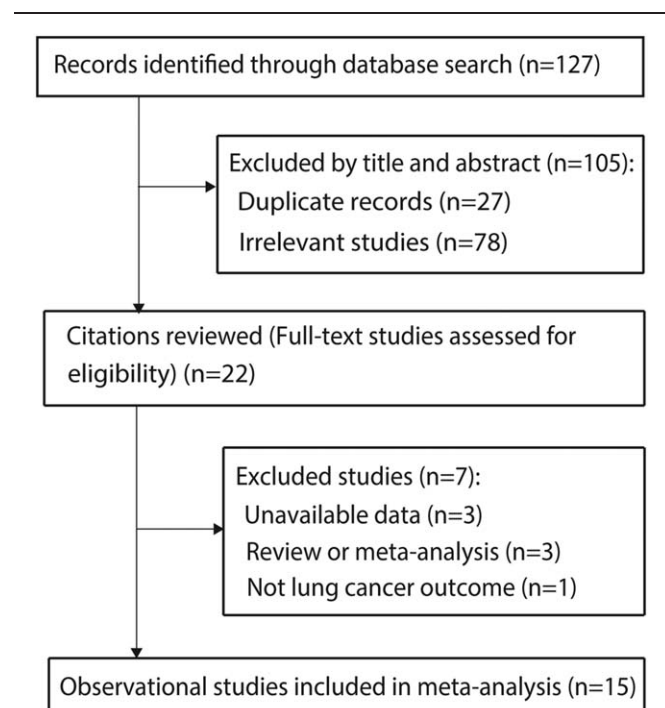 Records identified through database search (n=127)
Excluded by title and abstract (n=105):
Duplicate records (n=27)
Irrelevant studies (n=78)
Citations reviewed (Full-text studies assessed for
eligibility) (n=22)
Excluded studies (n=7):
Unavailable data (n=3)
Review or meta-analysis (n=3)
Not lung cancer outcome (n=1)
Observational studies included in meta-analysis (n=15)